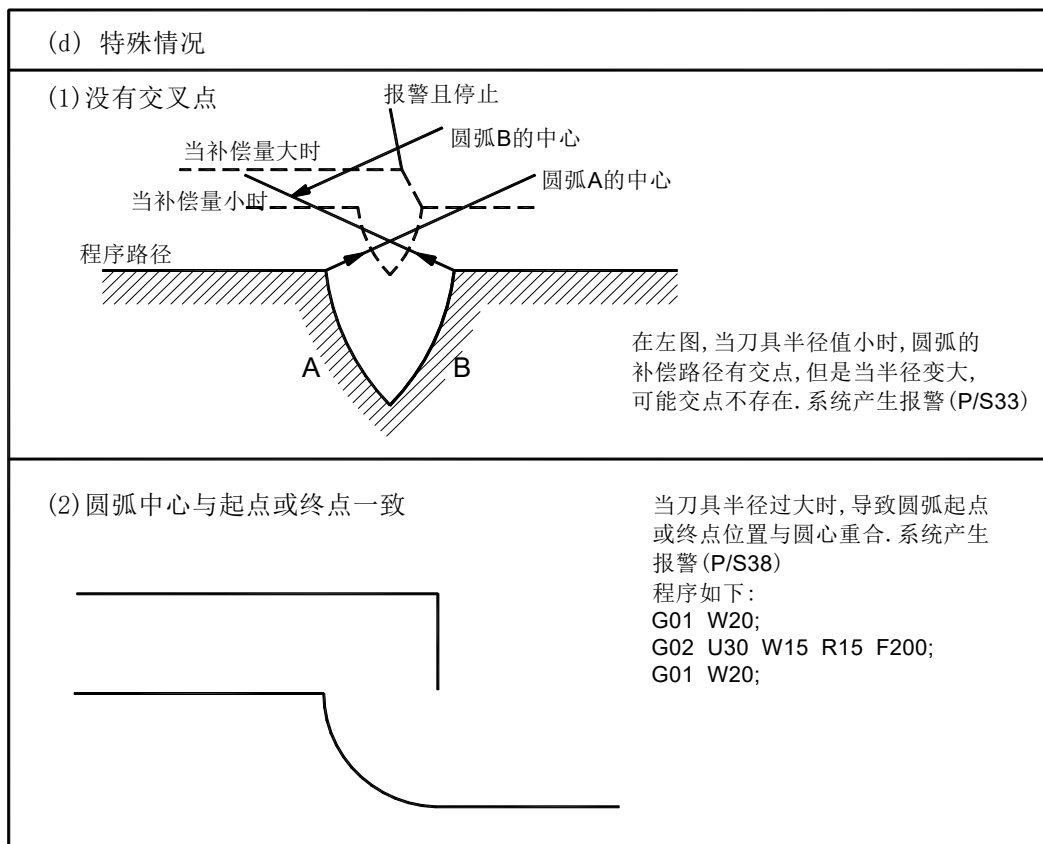 (d) 特殊情况
(1)没有交叉点
报警且停止
圆弧B的中心
当补偿量大时
圆弧A的中心
当补偿量小时
程序路径
A
B
在左图,当刀具半径值小时,圆弧的
补偿路径有交点,但是当半径变大,
可能交点不存在.系统产生报警(P/S33)
(2)圆弧中心与起点或终点一致
当刀具半径过大时,导致圆弧起点
或终点位置与圆心重合.系统产生
报警(P/S38)
程序如下:
G01 W20;
G02 U30 W15 R15 F200;
G01 W20;